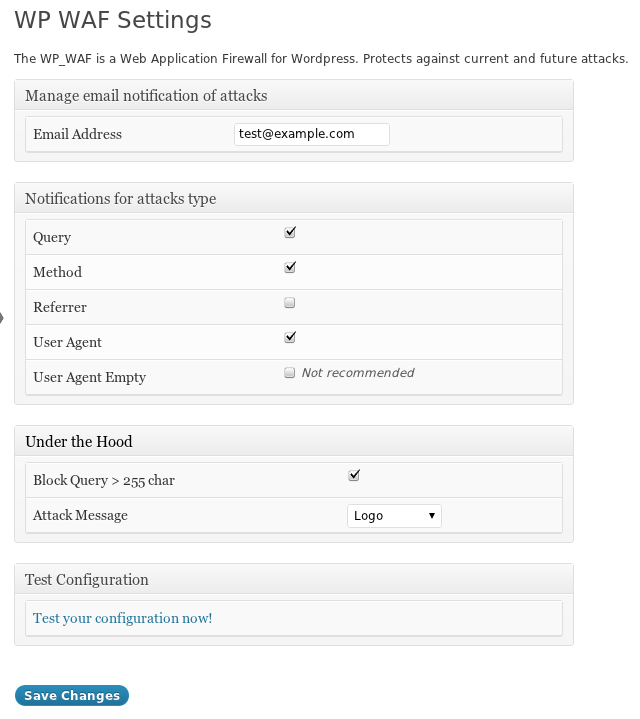 WP WAF Settings
The WP_WAF is a Web Application Firewall for Wordpress. Protects against current and future attacks.
Manage email notification of attacks
Email Address test@example.com
Notifications for attacks type
Query
Method
Referrer
User Agent
User Agent Empty Not recommended
Under the Hood
Block Query > 255 char
Attack Message Logo
Test Configuration
Test your configuration now!
Save Changes